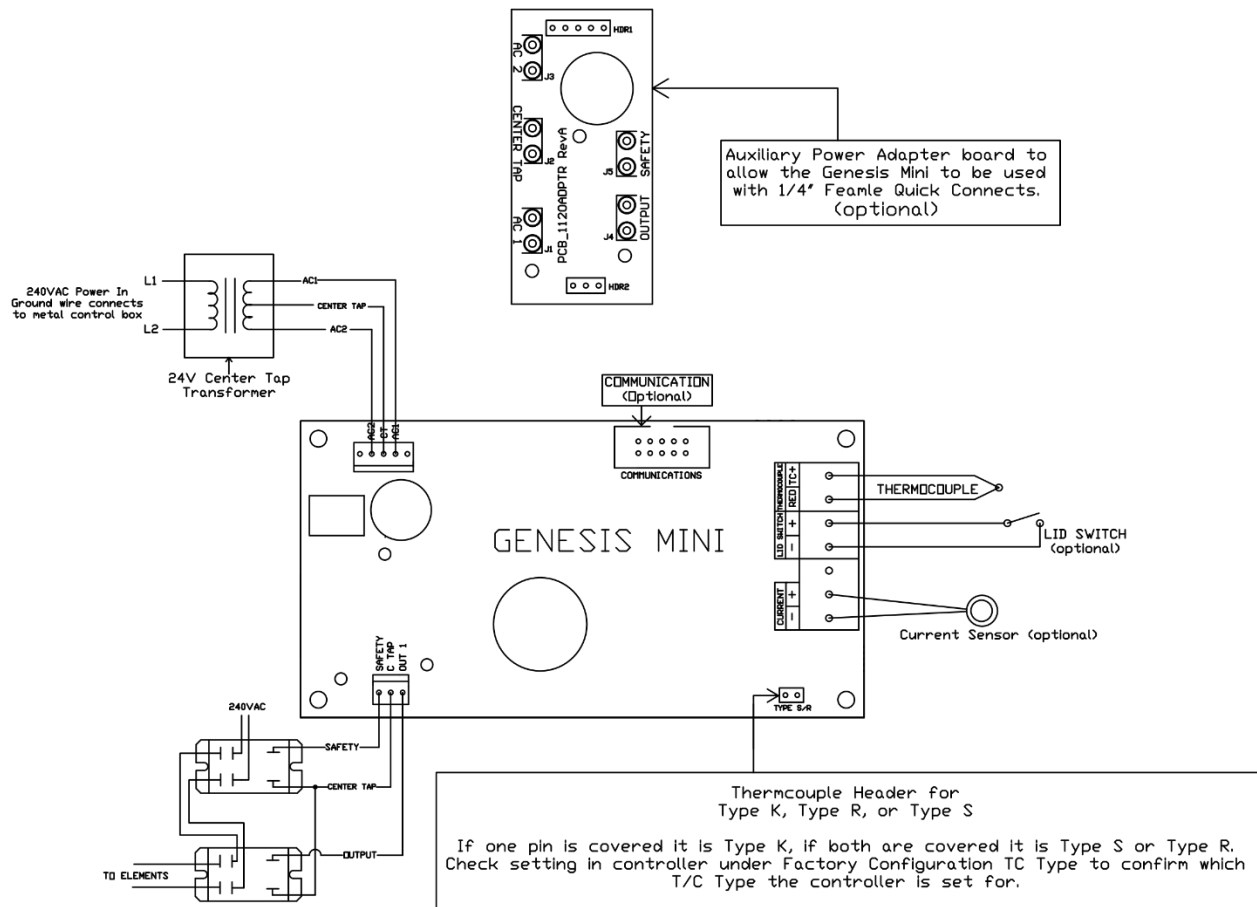 HDR1
AC 2
J3
CENTER TAP
J2
AC 1
J1
PCB_1120ADPTR RevA
SAFETY
J5
OUTPUT
J4
HDR2
Auxiliary Power Adapter board to
allow the Genesis Mini to be used
with 1/4" Feamle Quick Connects.
(optional)
240VAC Power In
Ground wire connects
to metal control box
L1
L2
AC1
CENTER TAP
AC2
24V Center Tap
Transformer
COMMUNICATION
(Optional)
COMMUNICATIONS
AC2
CT
AC1
GENESIS MINI
THERMOCOUPLE
TC+
RED
LID SWITCH
+
-
CURRENT
+
-
THERMOCOUPLE
LID SWITCH
(optional)
Current Sensor (optional)
TYPE S/R
SAFETY
C TAP
OUT 1
240VAC
SAFETY
CENTER TAP
OUTPUT
TO ELEMENTS
Thermcouple Header for
Type K, Type R, or Type S
If one pin is covered it is Type K, if both are covered it is Type S or Type R.
Check setting in controller under Factory Configuration TC Type to confirm which
T/C Type the controller is set for.